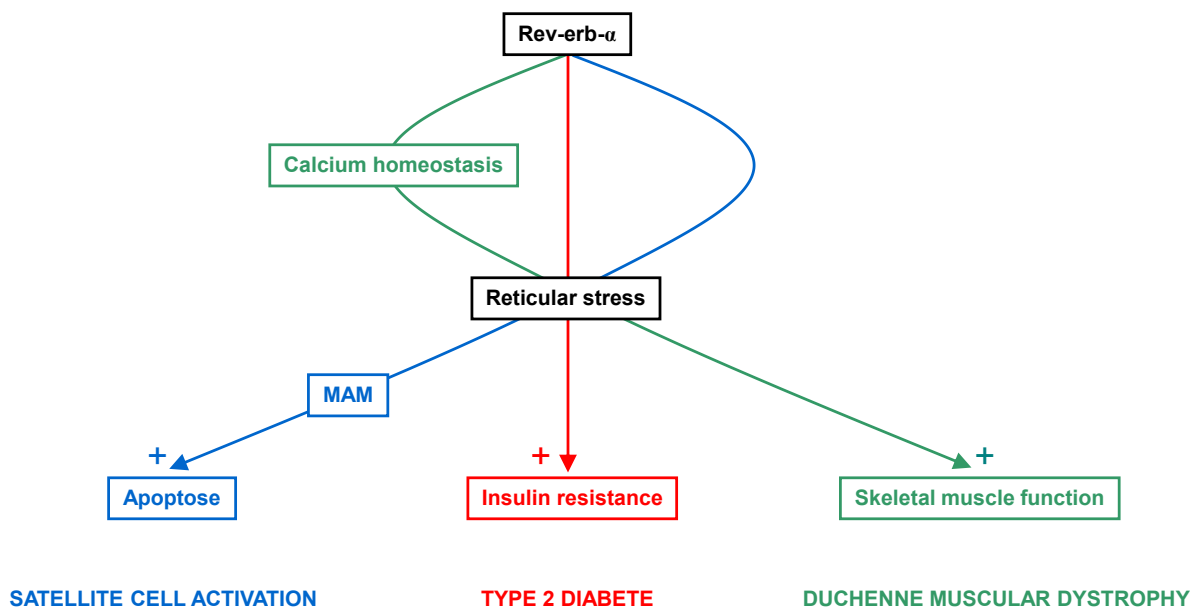 Rev-erb-α
Calcium homeostasis
Reticular stress
MAM
+ + +
Apoptose Insulin resistance Skeletal muscle function
SATELLITE CELL ACTIVATION TYPE 2 DIABETE DUCHENNE MUSCULAR DYSTROPHY